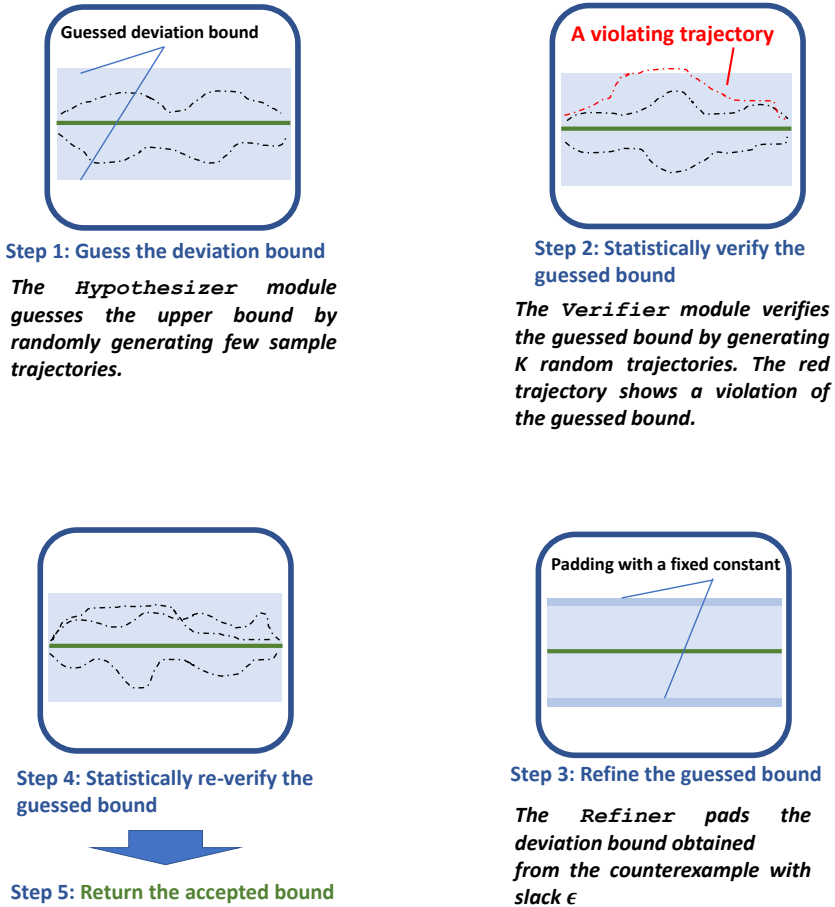 Guessed deviation bound
Step 1: Guess the deviation bound
The Hypothesizer module
guesses the upper bound by
randomly generating few sample
trajectories.
A violating trajectory
Step 2: Statistically verify the
guessed bound
The Verifier module verifies
the guessed bound by generating
K random trajectories. The red
trajectory shows a violation of
the guessed bound.
Padding with a fixed constant
Step 3: Refine the guessed bound
The Refiner pads the
deviation bound obtained
from the counterexample with
slack ϵ
Step 4: Statistically re-verify the
guessed bound
Step 5: Return the accepted bound